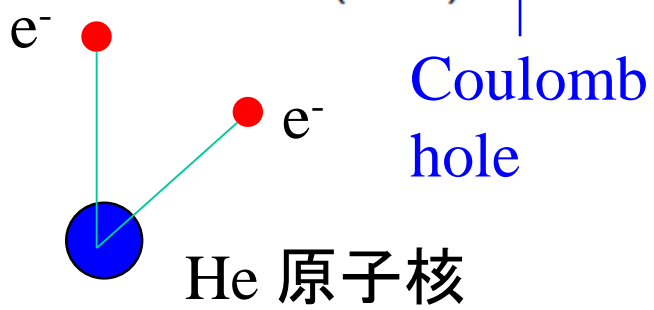 e-
e-
Coulomb
hole
He 原子核